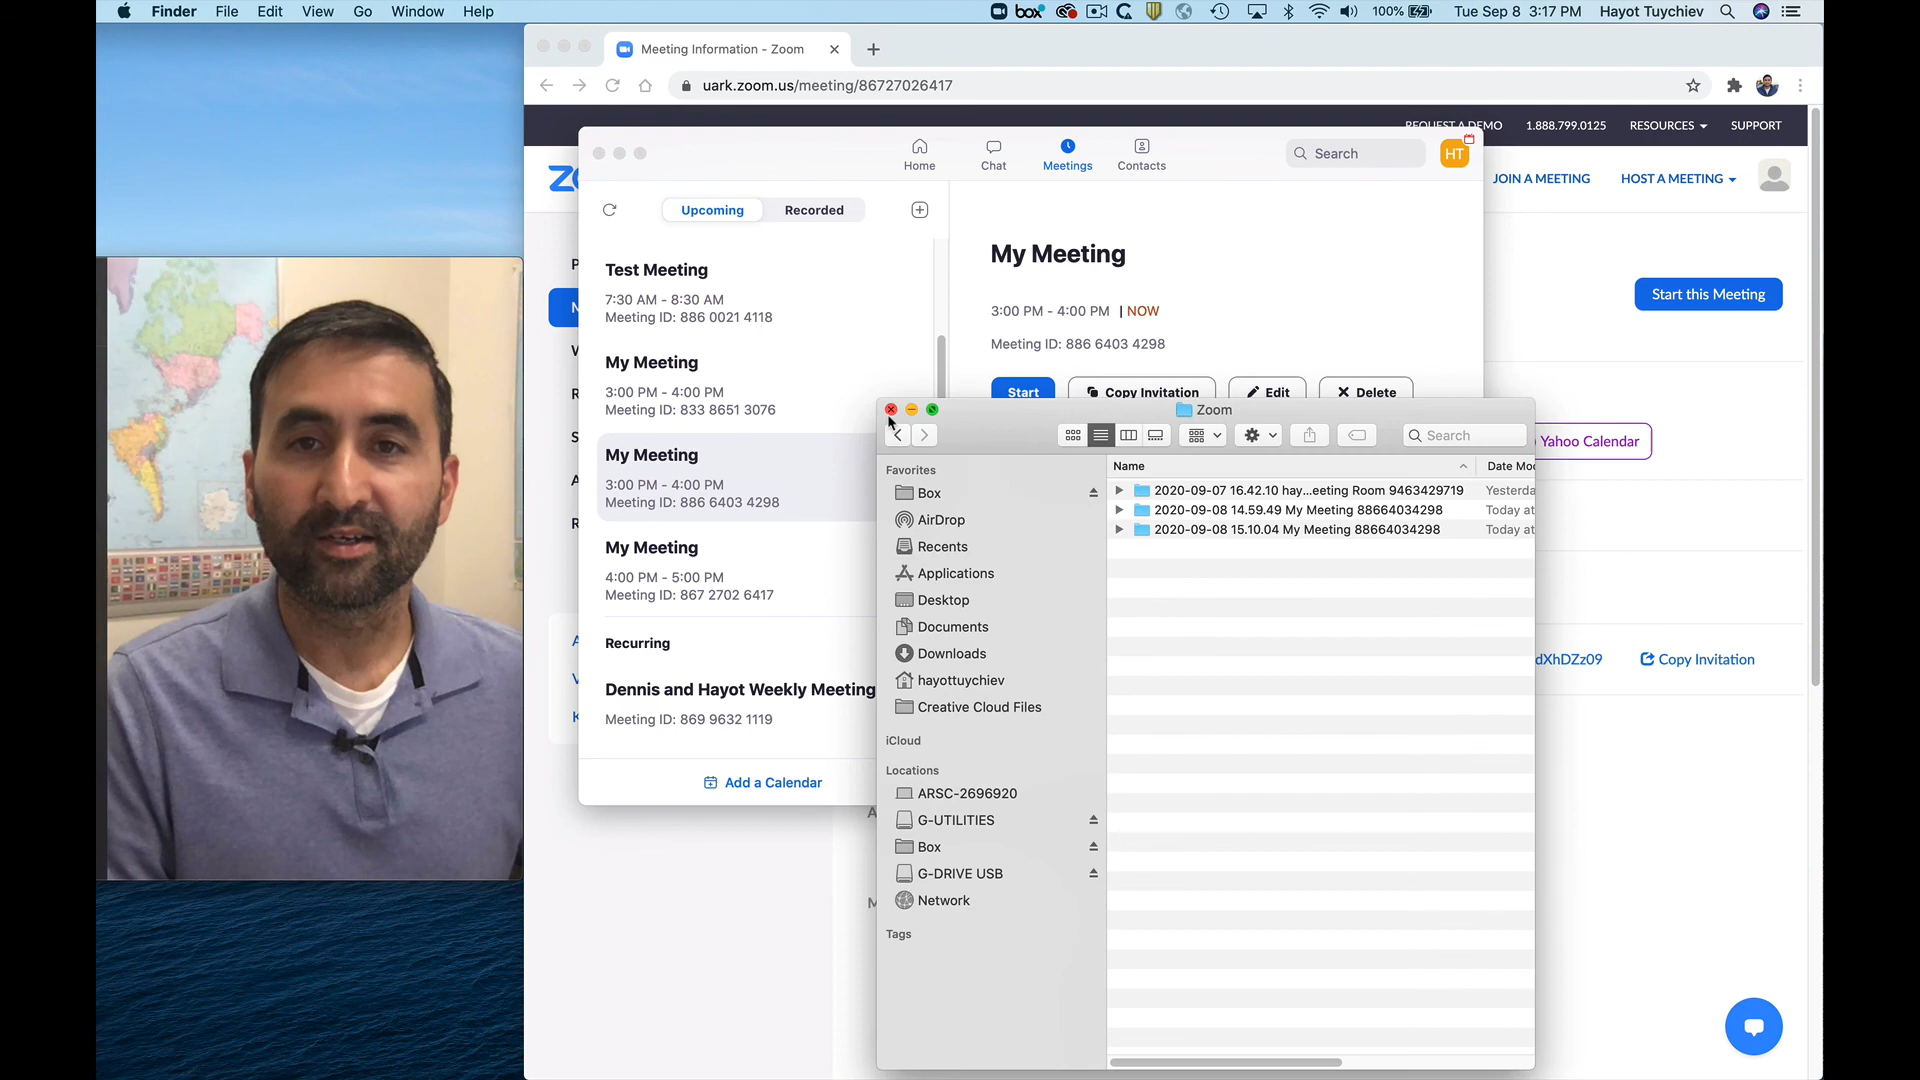 Finder File Edit View Go Window Help
box 100% Tue Sep 8 3:17 PM Hayot Tuychiev
Meeting Information - Zoom
uark.zoom.us/meeting/86727026417
REQUEST A DEMO 1.888.799.0125 RESOURCES SUPPORT
Home Chat Meetings Contacts
Search
HT
JOIN A MEETING HOST A MEETING
Upcoming Recorded
Test Meeting
7:30 AM - 8:30 AM
Meeting ID: 886 0021 4118
My Meeting
3:00 PM - 4:00 PM
Meeting ID: 833 8651 3076
My Meeting
3:00 PM - 4:00 PM
Meeting ID: 886 6403 4298
My Meeting
4:00 PM - 5:00 PM
Meeting ID: 867 2702 6417
Recurring
Dennis and Hayot Weekly Meeting
Meeting ID: 869 9632 1119
Add a Calendar
My Meeting
3:00 PM - 4:00 PM | NOW
Meeting ID: 886 6403 4298
Start Copy Invitation Edit Delete
Start this Meeting
Yahoo Calendar
dXhDZz09 Copy Invitation
Zoom
Search
Favorites
Box
AirDrop
Recents
Applications
Desktop
Documents
Downloads
hayottuychiev
Creative Cloud Files
iCloud
Locations
ARSC-2696920
G-UTILITIES
Box
G-DRIVE USB
Network
Tags
Name Date Mo
2020-09-07 16.42.10 hay...eeting Room 9463429719 Yesterda
2020-09-08 14.59.49 My Meeting 88664034298 Today at
2020-09-08 15.10.04 My Meeting 88664034298 Today at